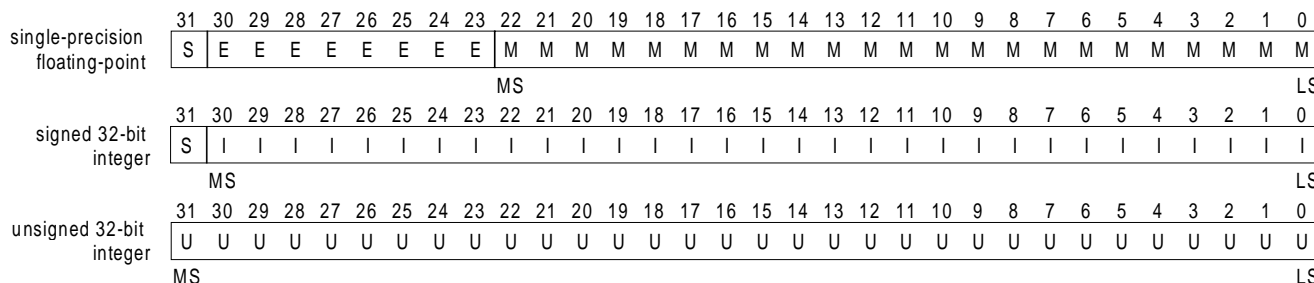 31 30 29 28 27 26 25 24 23 22 21 20 19 18 17 16 15 14 13 12 11 10 9 8 7 6 5 4 3 2 1 0
single-precision
floating-point
S E E E E E E E E M M M M M M M M M M M M M M M M M M M M M M M
MS LS
31 30 29 28 27 26 25 24 23 22 21 20 19 18 17 16 15 14 13 12 11 10 9 8 7 6 5 4 3 2 1 0
signed 32-bit
integer
S I I I I I I I I I I I I I I I I I I I I I I I I I I I I I I I
MS LS
31 30 29 28 27 26 25 24 23 22 21 20 19 18 17 16 15 14 13 12 11 10 9 8 7 6 5 4 3 2 1 0
unsigned 32-bit
integer
U U U U U U U U U U U U U U U U U U U U U U U U U U U U U U U U
MS LS